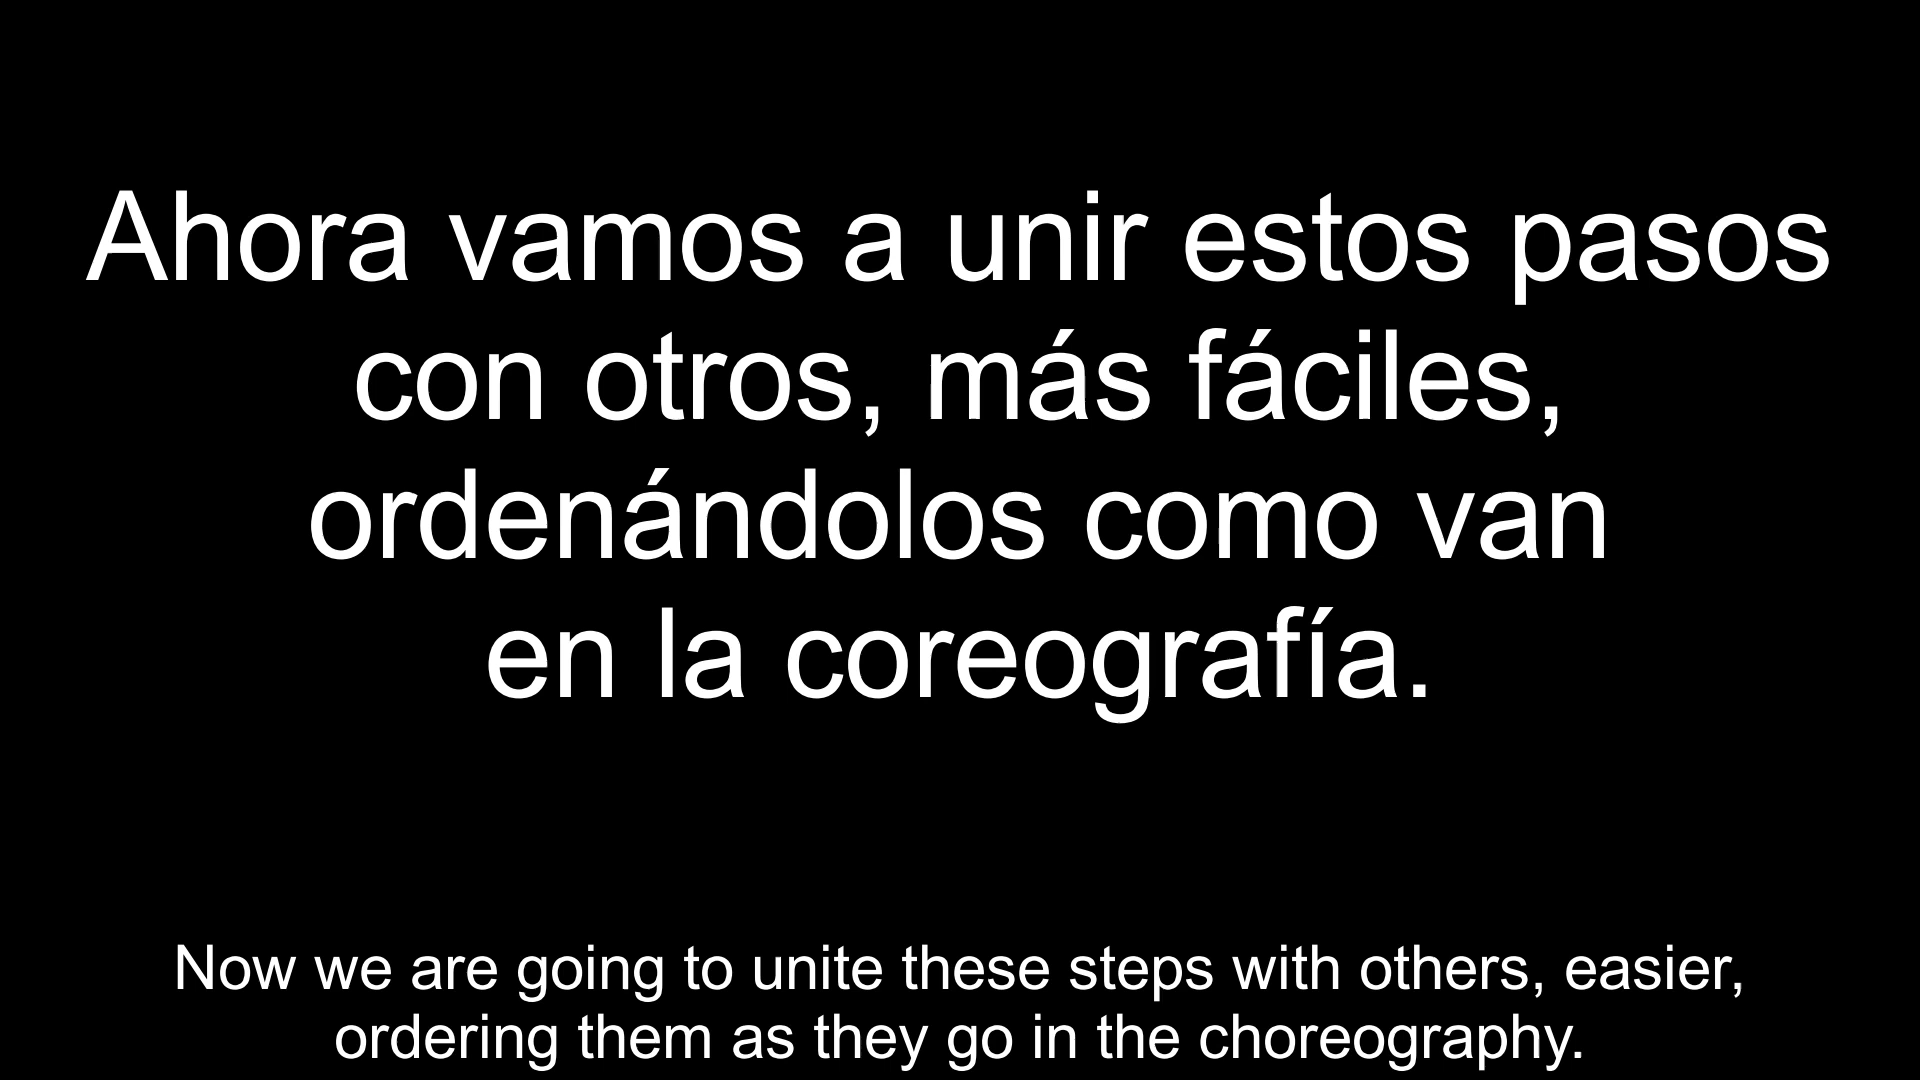 Ahora vamos a unir estos pasos
con otros, más fáciles,
ordenándolos como van
en la coreografía.
Now we are going to unite these steps with others, easier,
ordering them as they go in the choreography.